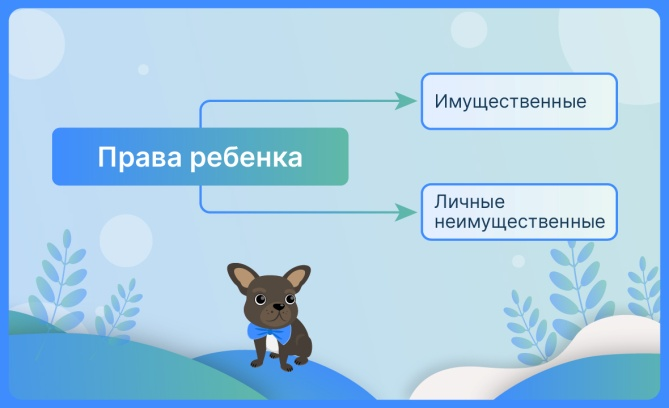 Права ребенка
Имущественные
Личные
неимущественные